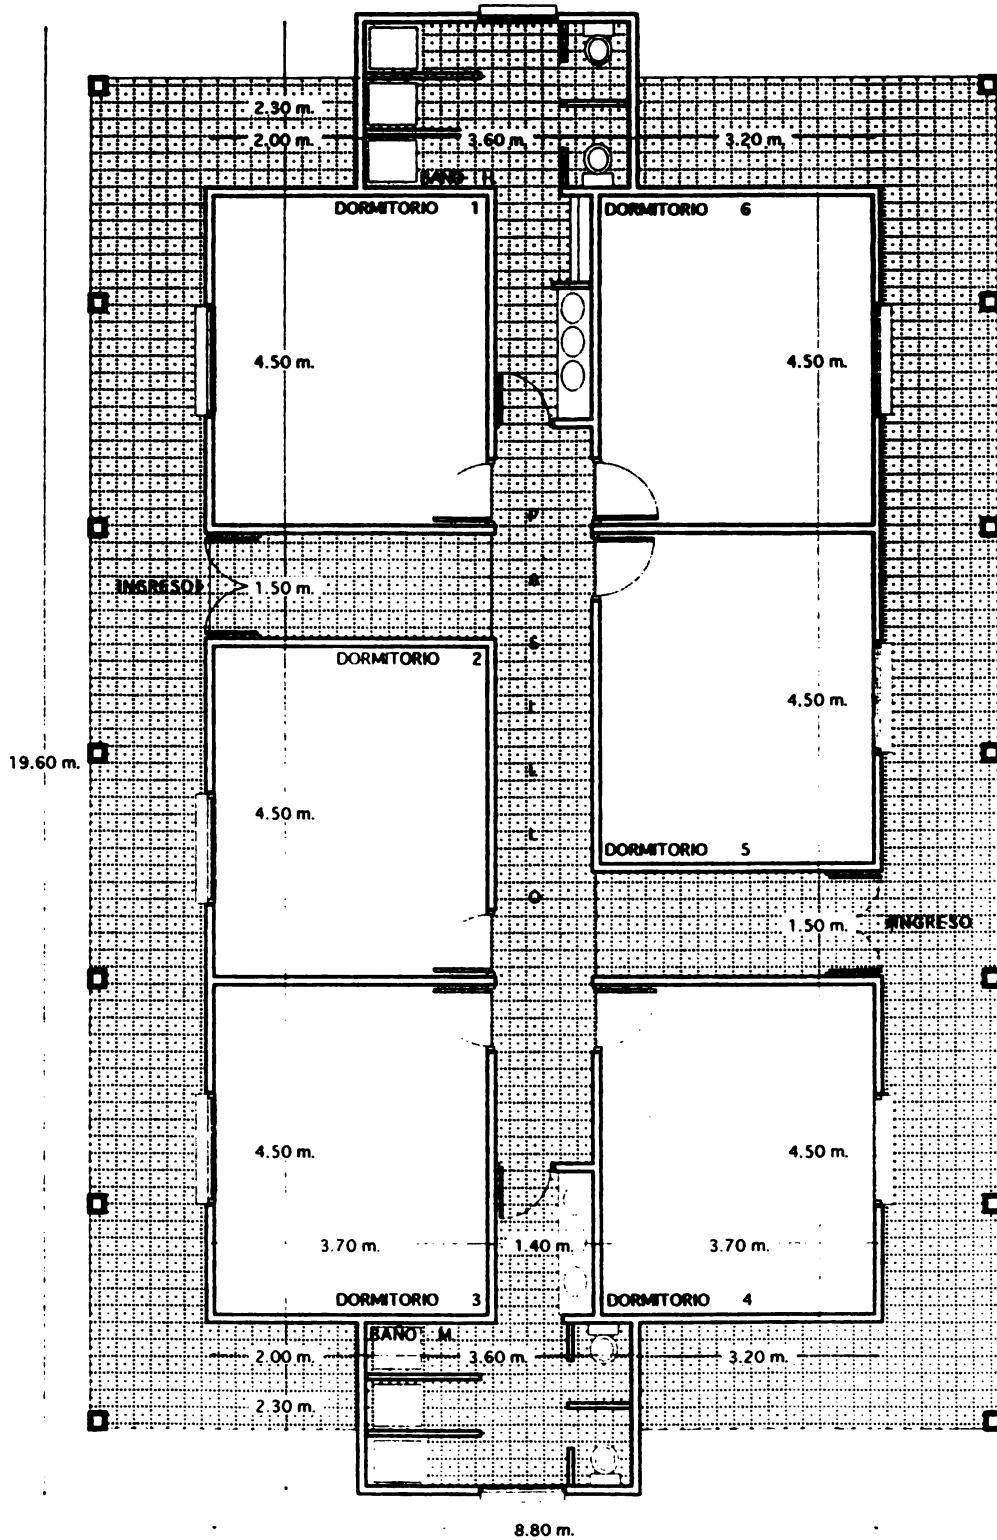 2.30 m.
2.00 m.
3.60 m.
3.20 m.
BAÑO H.
DORMITORIO 1
DORMITORIO 6
4.50 m.
4.50 m.
INGRESO
1.50 m.
PASILLO
DORMITORIO 2
4.50 m.
19.60 m.
4.50 m.
DORMITORIO 5
1.50 m.
INGRESO
4.50 m.
4.50 m.
3.70 m.
1.40 m.
3.70 m.
DORMITORIO 3
DORMITORIO 4
BAÑO M.
2.00 m.
3.60 m.
3.20 m.
2.30 m.
8.80 m.